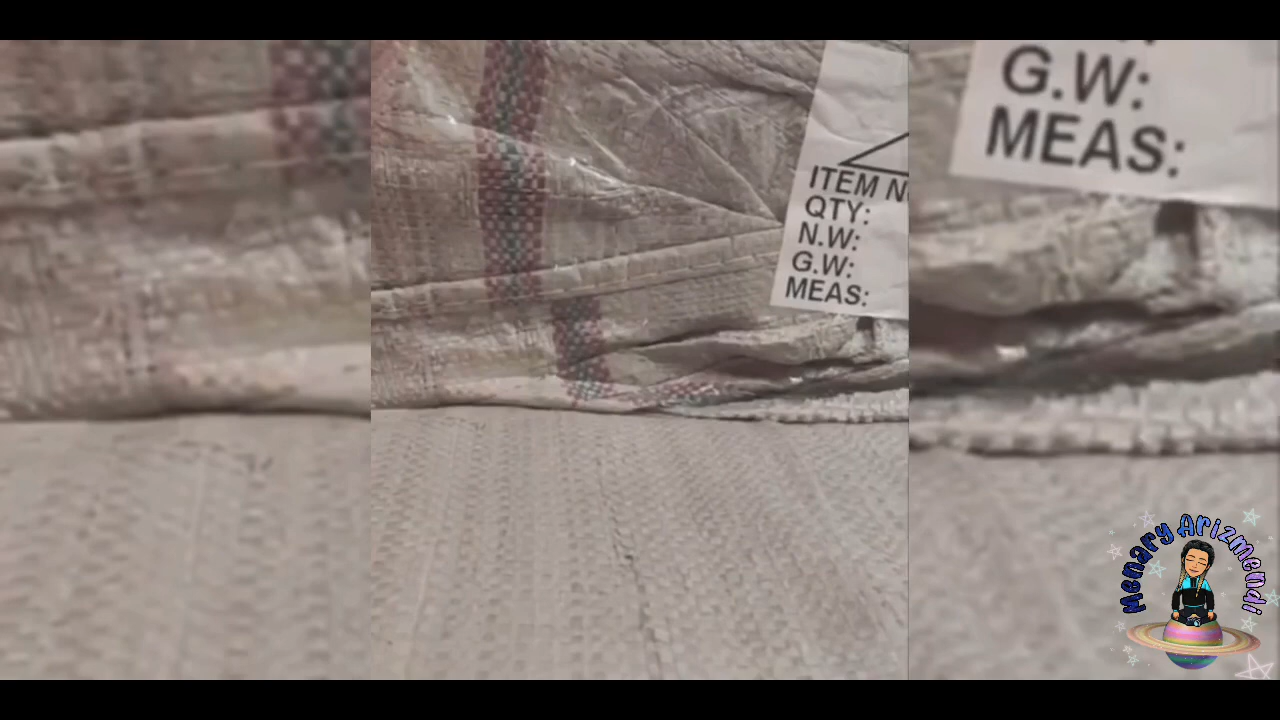 ITEM N
QTY:
N.W:
G.W:
MEAS:
G.W:
MEAS:
Menary Arizmendi